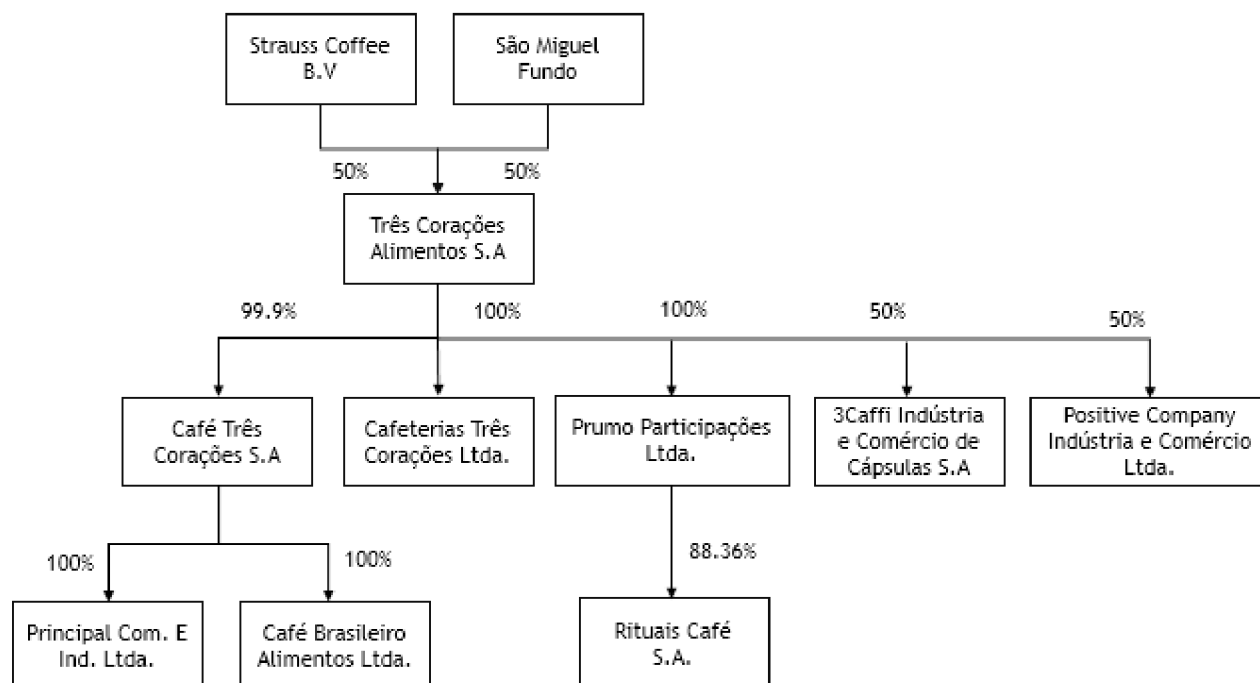 Strauss Coffee
B.V
São Miguel
Fundo
50%
50%
Três Corações
Alimentos S.A
99.9%
100%
100%
50%
50%
Café Três
Corações S.A
Cafeterias Três
Corações Ltda.
Prumo Participações
Ltda.
3Caffi Indústria
e Comércio de
Cápsulas S.A
Positive Company
Indústria e Comércio
Ltda.
100%
100%
88.36%
Principal Com. E
Ind. Ltda.
Café Brasileiro
Alimentos Ltda.
Rituais Café
S.A.